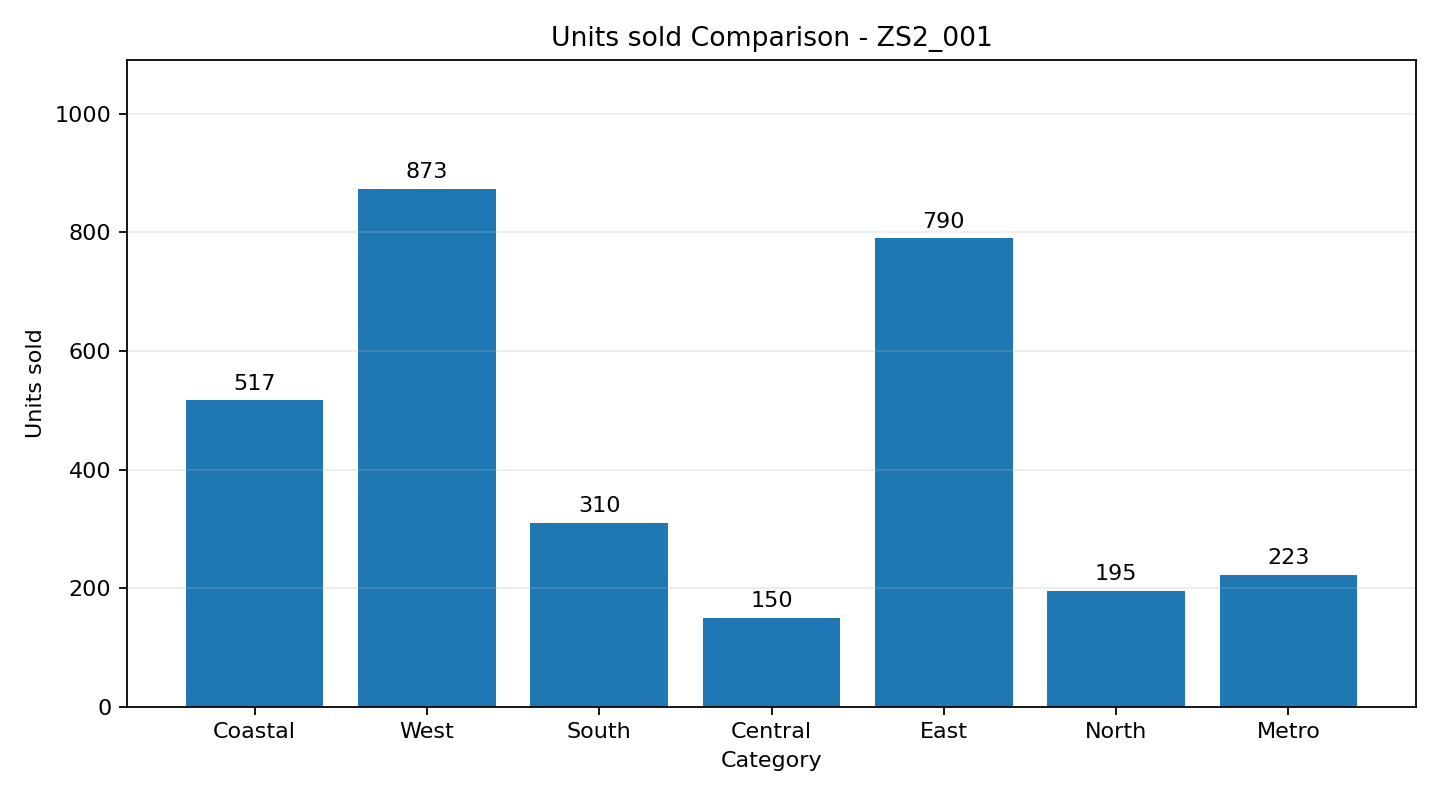 Units sold Comparison - ZS2_001
Units sold
1000
800
600
400
200
0
517
873
310
150
790
195
223
Coastal
West
South
Central
East
North
Metro
Category